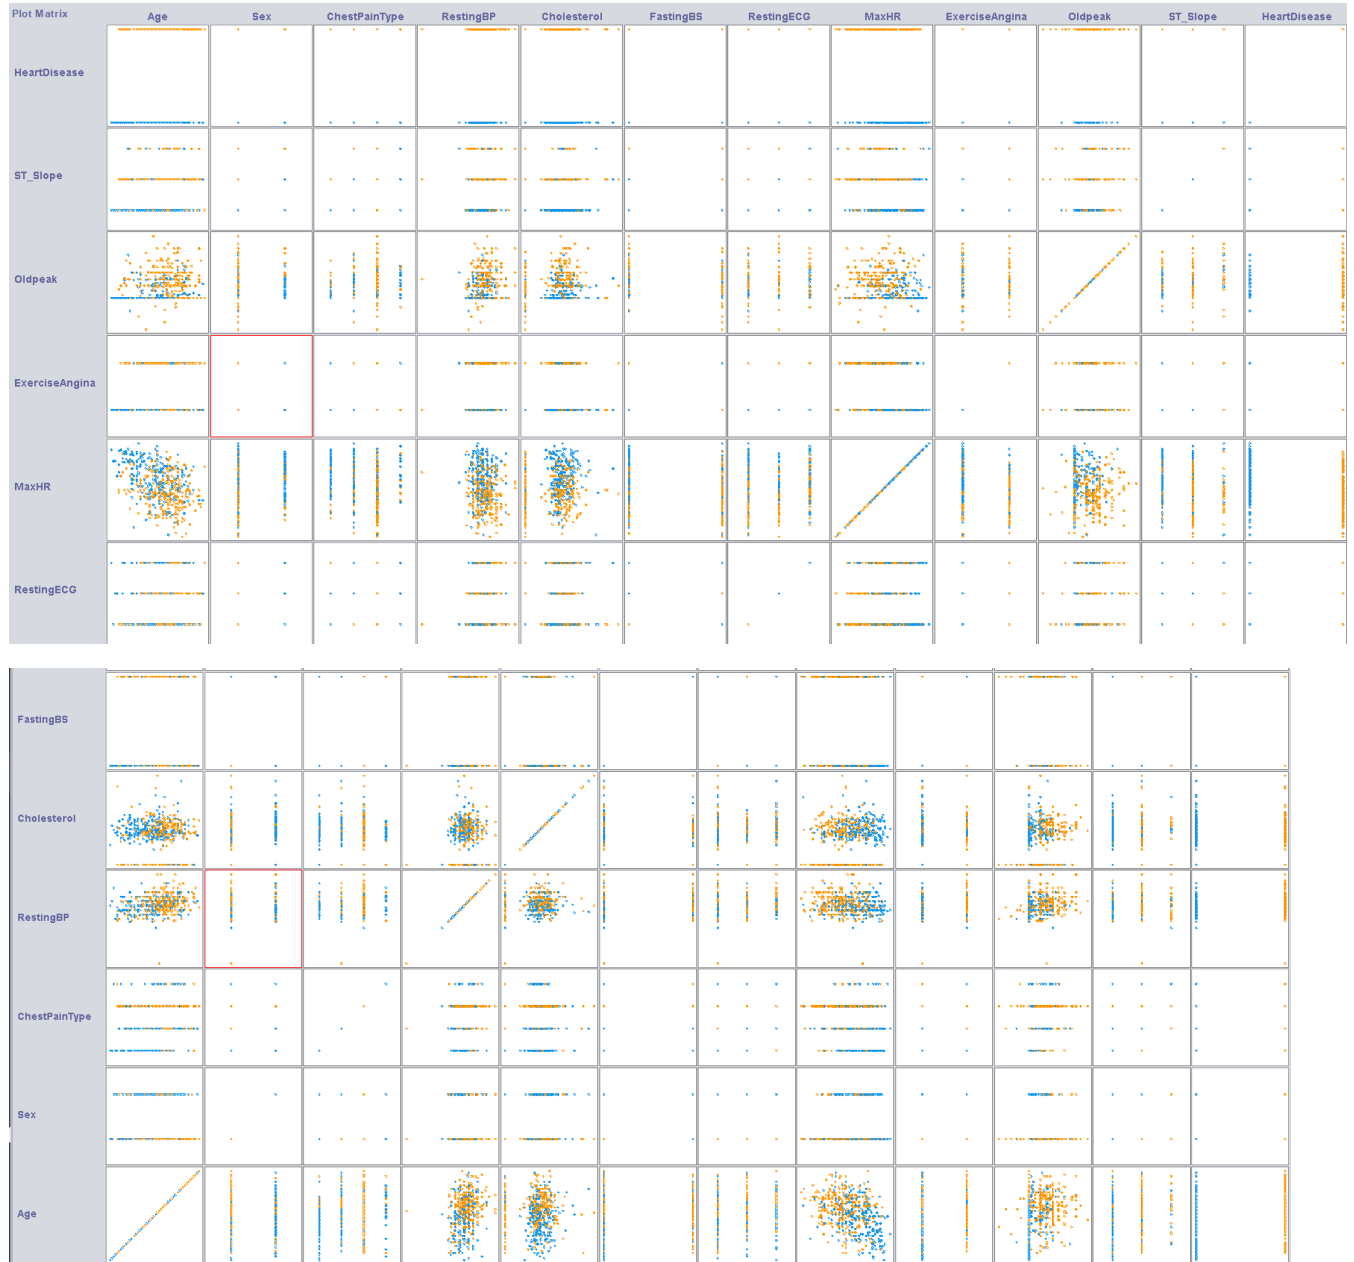 Plot Matrix Age Sex ChestPainType RestingBP Cholesterol FastingBS RestingECG MaxHR ExerciseAngina Oldpeak ST_Slope HeartDisease
HeartDisease
ST_Slope
Oldpeak
ExerciseAngina
MaxHR
RestingECG
FastingBS
Cholesterol
RestingBP
ChestPainType
Sex
Age